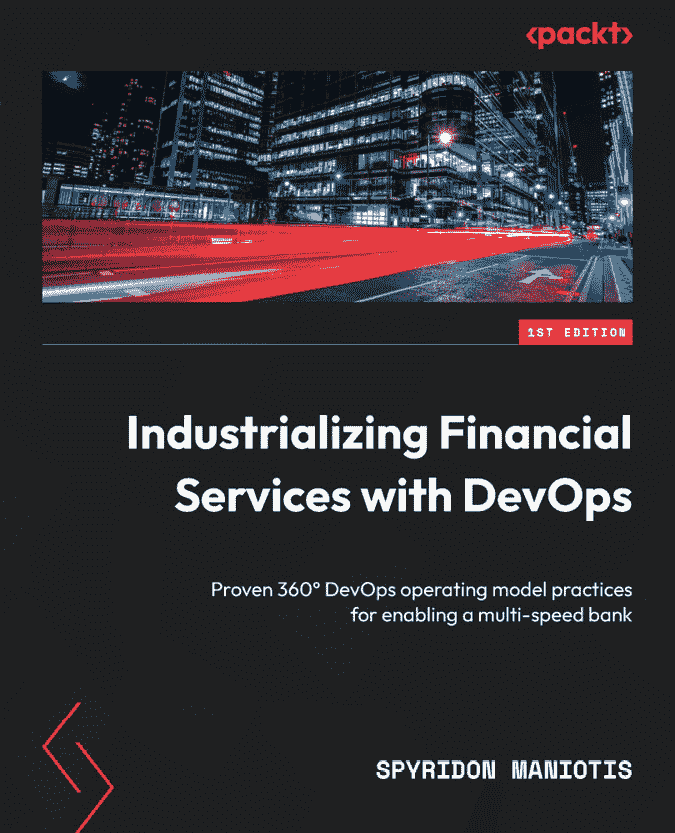 <packt>
1ST EDITION
Industrializing Financial
Services with DevOps
Proven 360° DevOps operating model practices
for enabling a multi-speed bank
SPYRIDON MANIOTIS